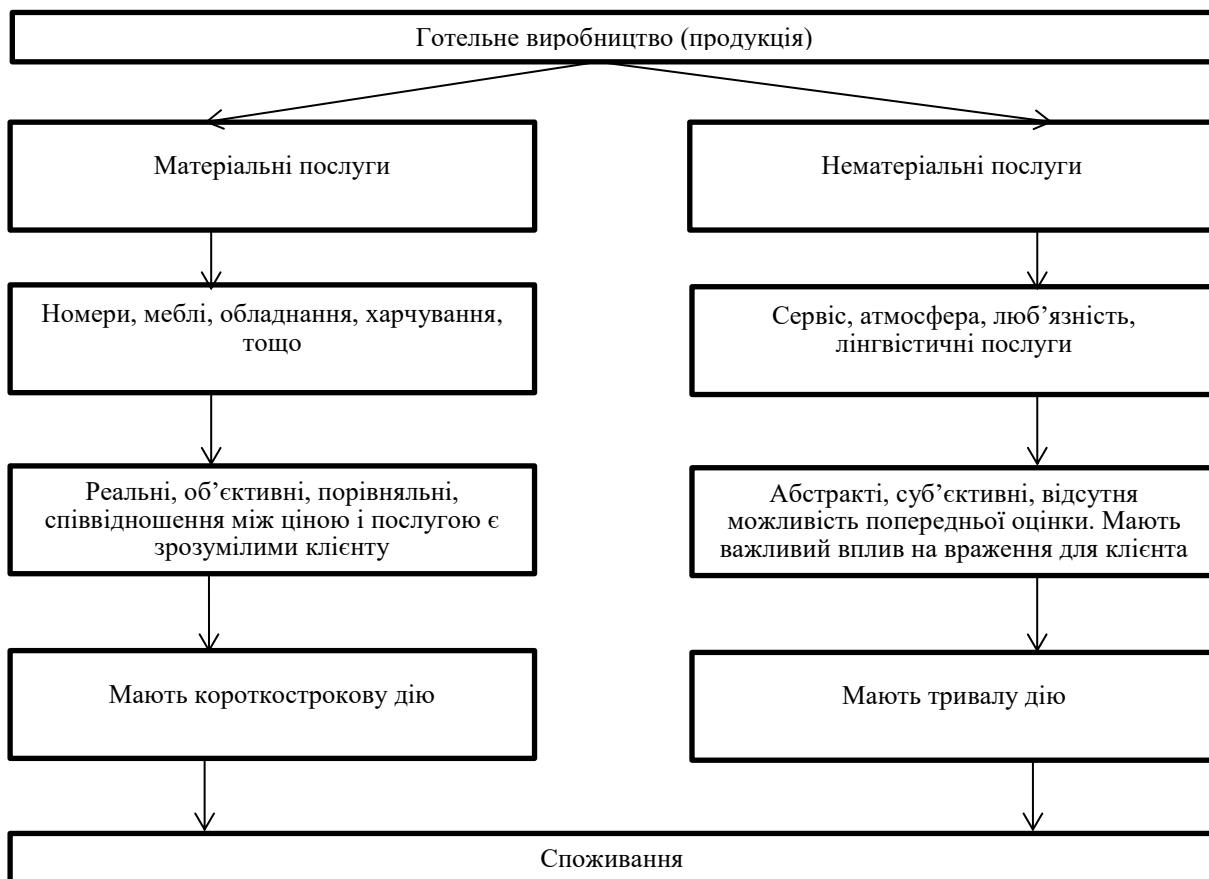 Готельне виробництво (продукція)
Матеріальні послуги
Нематеріальні послуги
Номери, меблі, обладнання, харчування,
тощо
Сервіс, атмосфера, люб’язність,
лінгвістичні послуги
Реальні, об’єктивні, порівняльні,
співвідношення між ціною і послугою є
зрозумілими клієнту
Абстракті, суб’єктивні, відсутня
можливість попередньої оцінки. Мають
важливий вплив на враження для клієнта
Мають короткострокову дію
Мають тривалу дію
Споживання